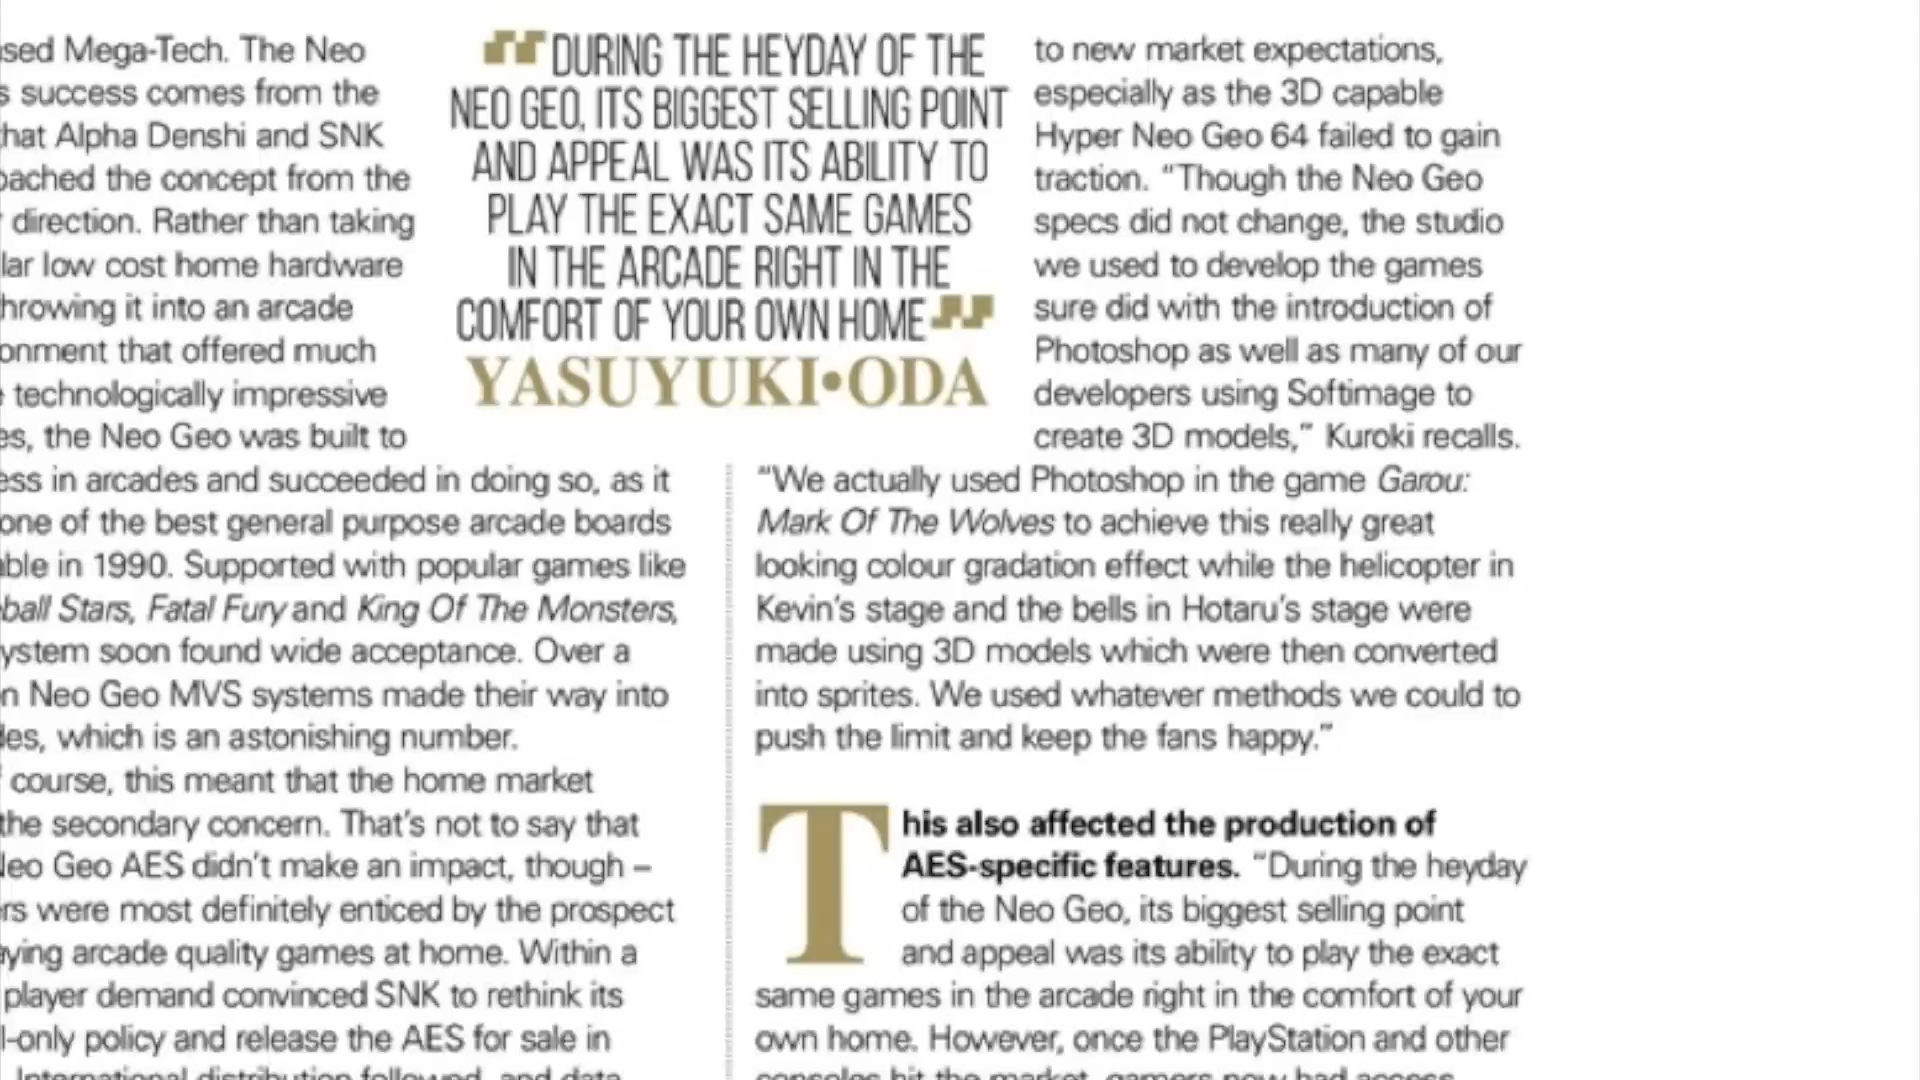 Mega-Tech. The Neo
success comes from the
that Alpha Denshi and SNK
the concept from the
direction. Rather than taking
low cost home hardware
throwing it into an arcade
that offered much
technologically impressive
the Neo Geo was built to
in arcades and succeeded in doing so, as it
one of the best general purpose arcade boards
in 1990. Supported with popular games like
Stars, Fatal Fury and King Of The Monsters,
system soon found wide acceptance. Over a
Neo Geo MVS systems made their way into
which is an astonishing number.
course, this meant that the home market
the secondary concern. That's not to say that
Neo Geo AES didn't make an impact, though –
were most definitely enticed by the prospect
arcade quality games at home. Within a
player demand convinced SNK to rethink its
policy and release the AES for sale in
International distribution followed, and data
"DURING THE HEYDAY OF THE
NEO GEO, ITS BIGGEST SELLING POINT
AND APPEAL WAS ITS ABILITY TO
PLAY THE EXACT SAME GAMES
IN THE ARCADE RIGHT IN THE
COMFORT OF YOUR OWN HOME"
YASUYUKI•ODA
to new market expectations,
especially as the 3D capable
Hyper Neo Geo 64 failed to gain
traction. "Though the Neo Geo
specs did not change, the studio
we used to develop the games
sure did with the introduction of
Photoshop as well as many of our
developers using Softimage to
create 3D models," Kuroki recalls.
"We actually used Photoshop in the game Garou:
Mark Of The Wolves to achieve this really great
looking colour gradation effect while the helicopter in
Kevin's stage and the bells in Hotaru's stage were
made using 3D models which were then converted
into sprites. We used whatever methods we could to
push the limit and keep the fans happy."
This also affected the production of
AES-specific features. "During the heyday
of the Neo Geo, its biggest selling point
and appeal was its ability to play the exact
same games in the arcade right in the comfort of your
own home. However, once the PlayStation and other
consoles hit the market, gamers now had access